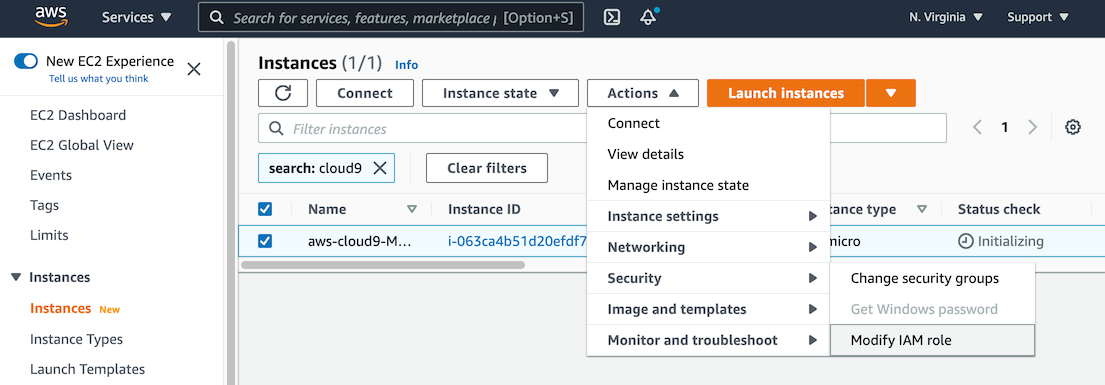 aws Services Search for services, features, marketplace p [Option+S] N. Virginia Support
New EC2 Experience
Tell us what you think
EC2 Dashboard
EC2 Global View
Events
Tags
Limits
Instances
Instances New
Instance Types
Launch Templates
Instances (1/1) Info
Connect Instance state Actions Launch instances
Filter instances 1
search: cloud9 Clear filters
Name Instance ID tance type Status check
aws-cloud9-M... i-063ca4b51d20efdf7 micro Initializing
Connect
View details
Manage instance state
Instance settings
Networking
Security
Image and templates
Monitor and troubleshoot
Change security groups
Get Windows password
Modify IAM role